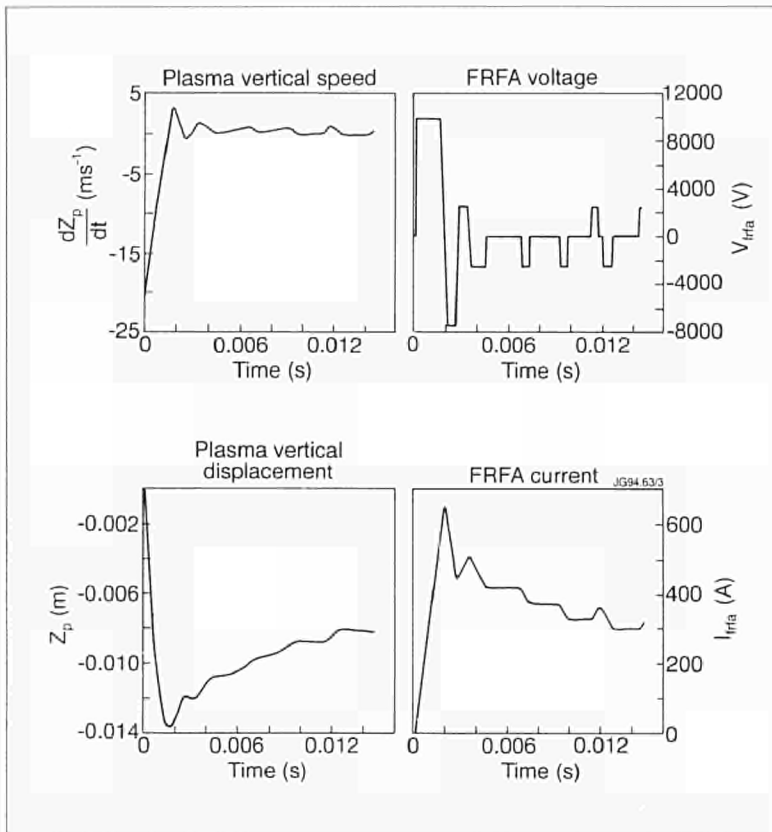 Plasma vertical speed
5
-5
-15
-25
dZp/dt (ms-1)
0 0.006 0.012
Time (s)
FRFA voltage
12000
8000
4000
0
-4000
-8000
Vfrfa (V)
0 0.006 0.012
Time (s)
Plasma vertical
displacement
-0.002
-0.006
-0.010
-0.014
Zp (m)
0 0.006 0.012
Time (s)
FRFA current
JG94.63/3
600
400
200
0
Ifrfa (A)
0 0.006 0.012
Time (s)